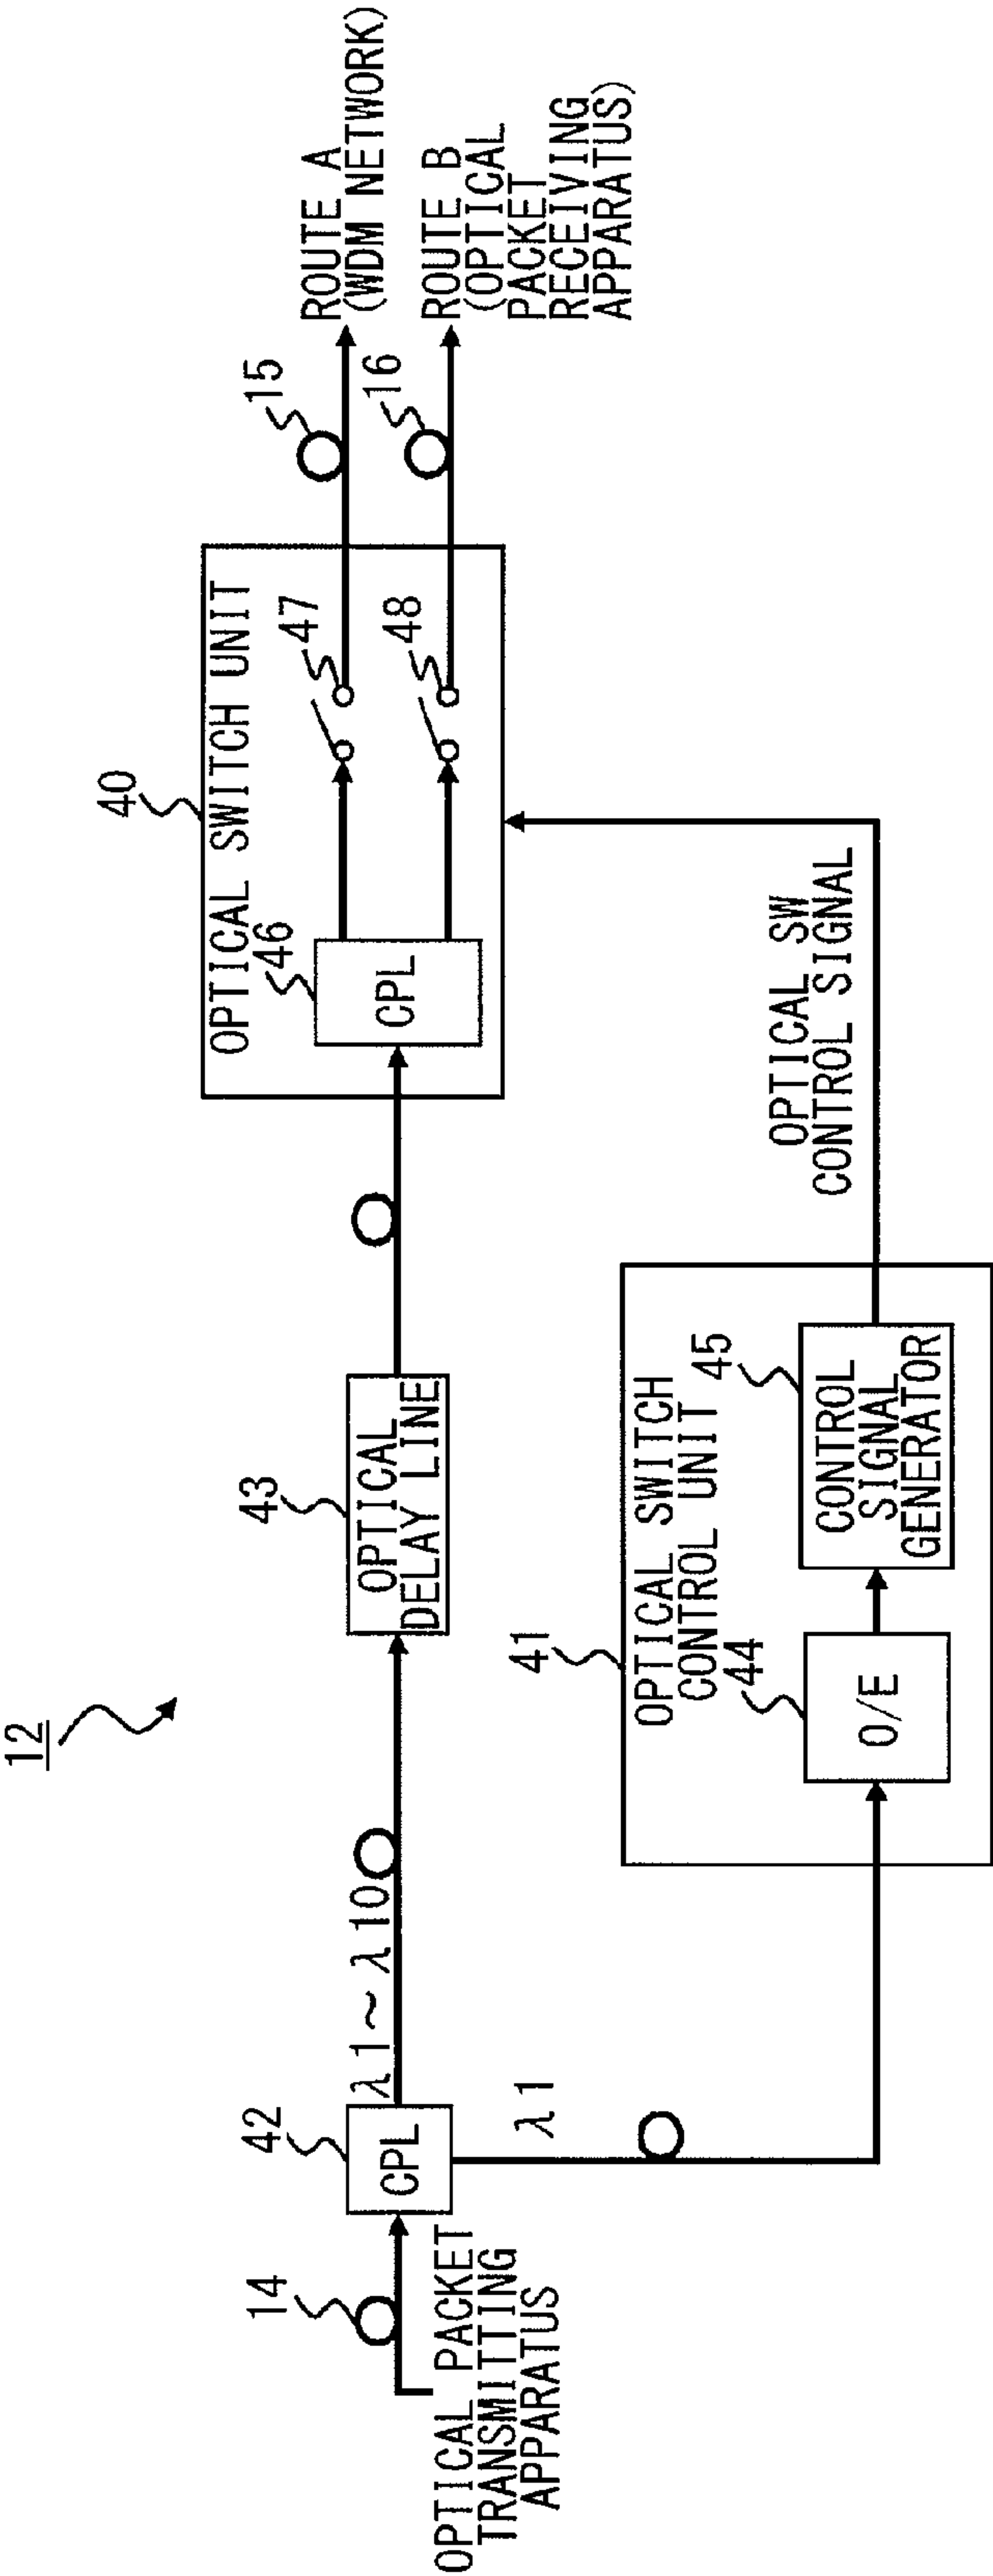 12
OPTICAL PACKET
TRANSMITTING
APPARATUS
14
42
CPL
λ1~λ10
λ1
43
OPTICAL
DELAY LINE
41
OPTICAL SWITCH
CONTROL UNIT
44
O/E
45
CONTROL
SIGNAL
GENERATOR
OPTICAL SW
CONTROL SIGNAL
40
OPTICAL SWITCH UNIT
46
CPL
47
48
15
16
ROUTE A
(WDM NETWORK)
ROUTE B
(OPTICAL
PACKET
RECEIVING
APPARATUS)